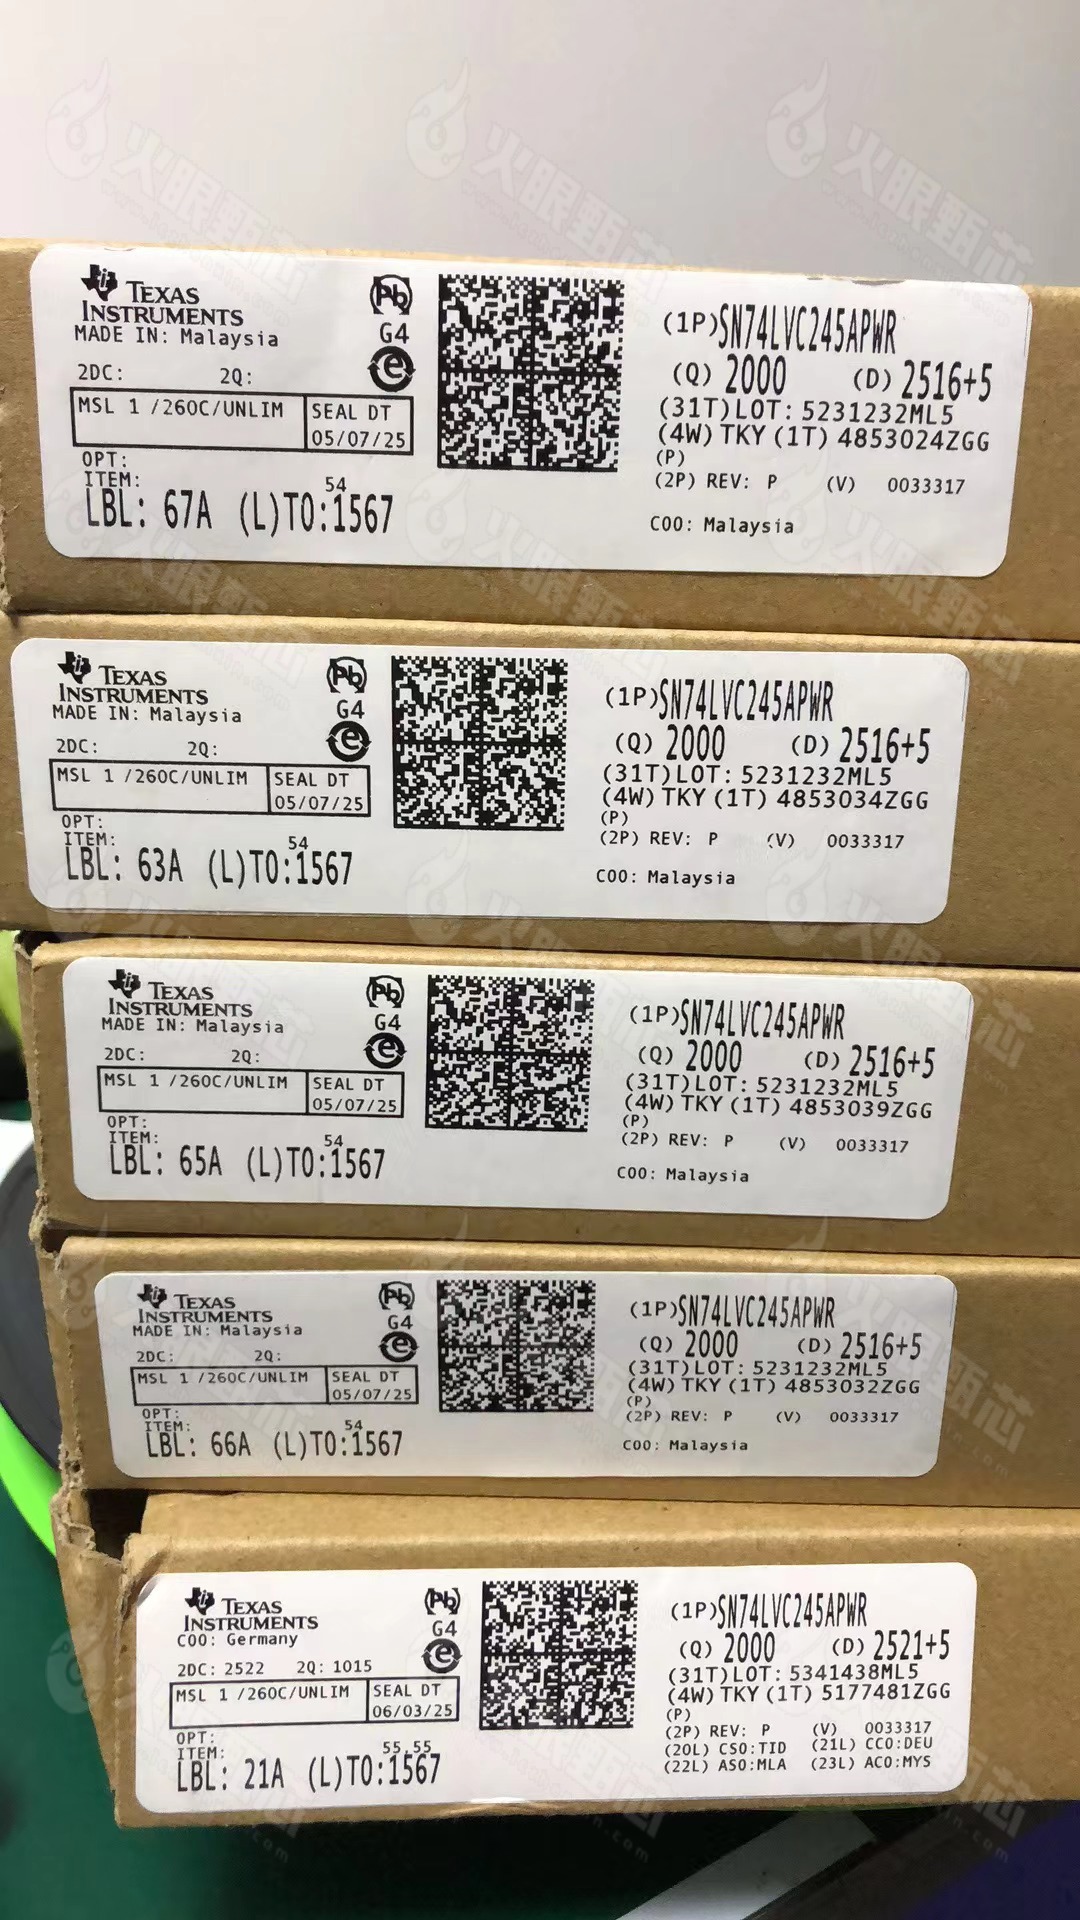 TEXAS
INSTRUMENTS
MADE IN: Malaysia
2DC: 2Q:
MSL 1 /260C/UNLIM
SEAL DT
05/07/25
OPT:
ITEM:
54
LBL: 67A (L)TO:1567
Pb
G4
e
(1P)SN74LVC245APWR
(Q) 2000 (D) 2516+5
(31T)LOT: 5231232ML5
(4W)TKY(1T) 4853024ZGG
(P)
(2P) REV: P (V) 0033317
COO: Malaysia
TEXAS
INSTRUMENTS
MADE IN: Malaysia
2DC: 2Q:
MSL 1 /260C/UNLIM
SEAL DT
05/07/25
OPT:
ITEM:
54
LBL: 63A (L)TO:1567
Pb
G4
e
(1P)SN74LVC245APWR
(Q) 2000 (D) 2516+5
(31T)LOT: 5231232ML5
(4W)TKY(1T) 4853034ZGG
(P)
(2P) REV: P (V) 0033317
COO: Malaysia
TEXAS
INSTRUMENTS
MADE IN: Malaysia
2DC: 2Q:
MSL 1 /260C/UNLIM
SEAL DT
05/07/25
OPT:
ITEM:
54
LBL: 65A (L)TO:1567
Pb
G4
e
(1P)SN74LVC245APWR
(Q) 2000 (D) 2516+5
(31T)LOT: 5231232ML5
(4W)TKY(1T) 4853039ZGG
(P)
(2P) REV: P (V) 0033317
COO: Malaysia
TEXAS
INSTRUMENTS
MADE IN: Malaysia
2DC: 2Q:
MSL 1 /260C/UNLIM
SEAL DT
05/07/25
OPT:
ITEM:
54
LBL: 66A (L)TO:1567
Pb
G4
e
(1P)SN74LVC245APWR
(Q) 2000 (D) 2516+5
(31T)LOT: 5231232ML5
(4W)TKY(1T) 4853032ZGG
(P)
(2P) REV: P (V) 0033317
COO: Malaysia
TEXAS
INSTRUMENTS
COO: Germany
2DC: 2522 2Q: 1015
MSL 1 /260C/UNLIM
SEAL DT
06/03/25
OPT:
ITEM:
55,55
LBL: 21A (L)TO:1567
Pb
G4
e
(1P)SN74LVC245APWR
(Q) 2000 (D) 2521+5
(31T)LOT: 5341438ML5
(4W)TKY(1T) 5177481ZGG
(P)
(2P) REV: P (V) 0033317
(20L) CSO:TID (21L) CCO:DEU
(22L) ASO:MLA (23L) ACO:MYS
火眼甄芯